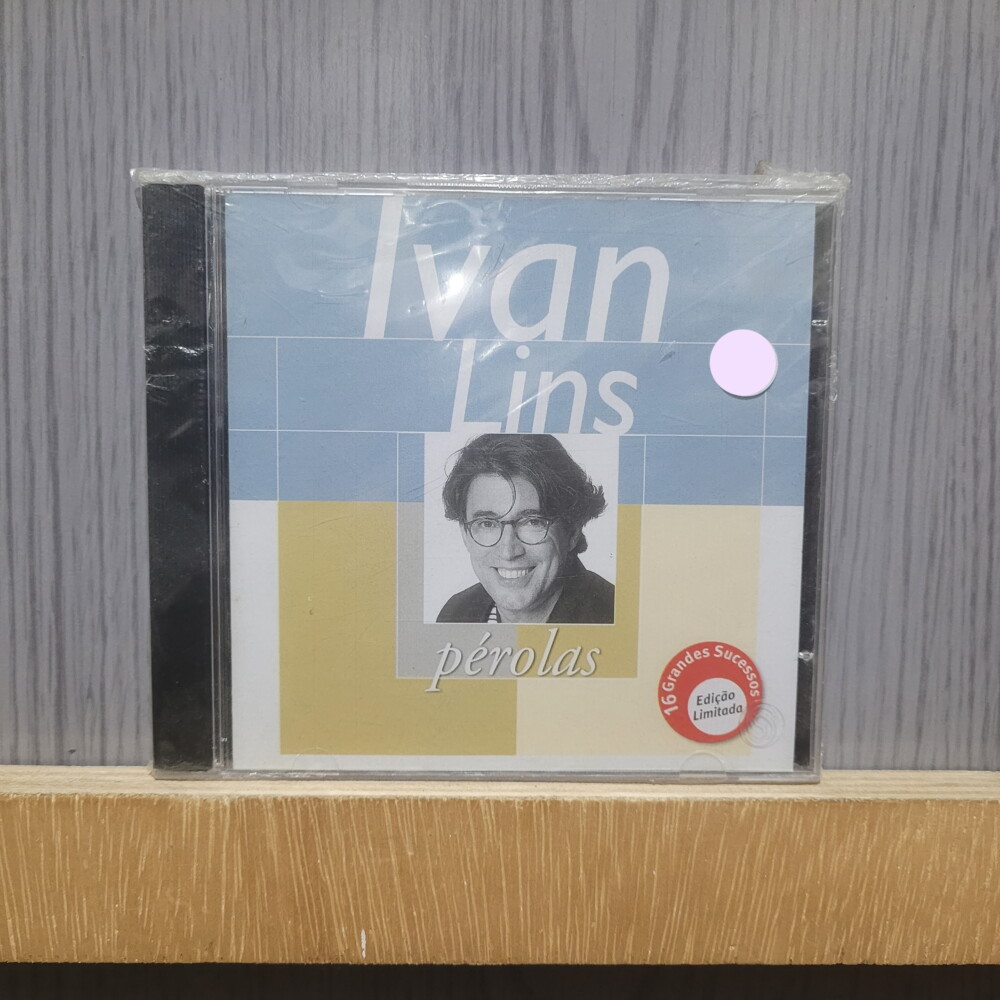 Ivan
Lins
pérolas
16 Grandes Sucessos
Edição
Limitada